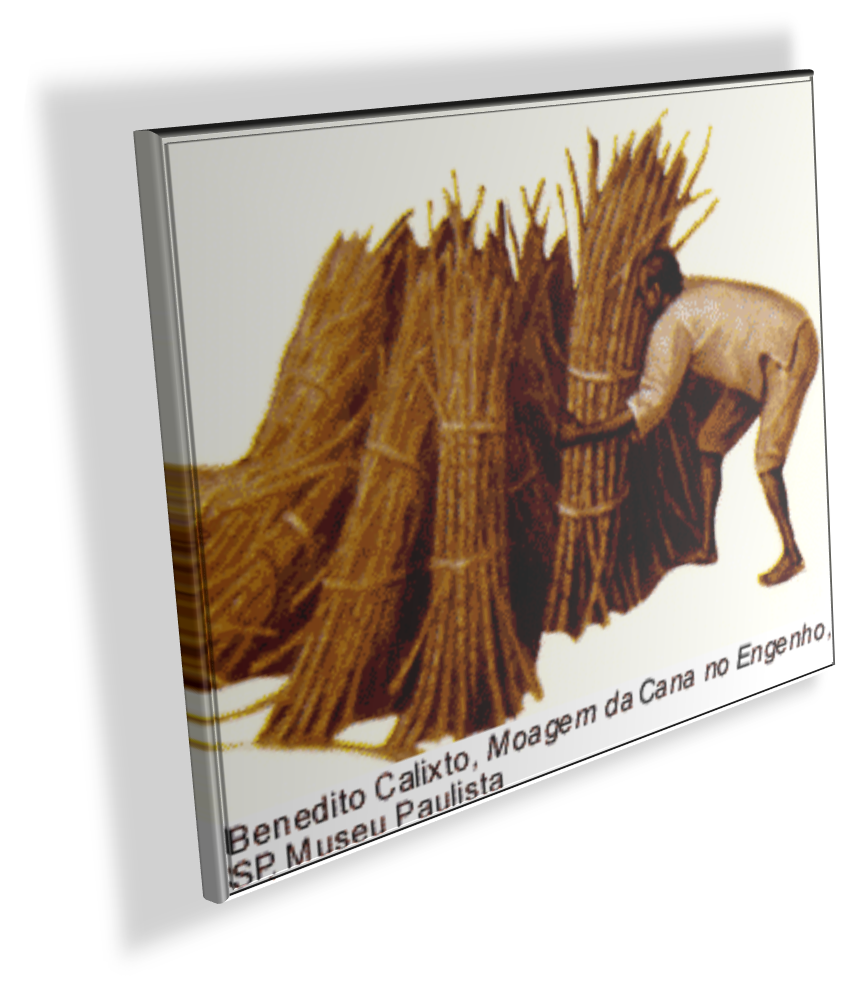 Benedito Calixto, Moagem da Cana no Engenho,
SP. Museu Paulista